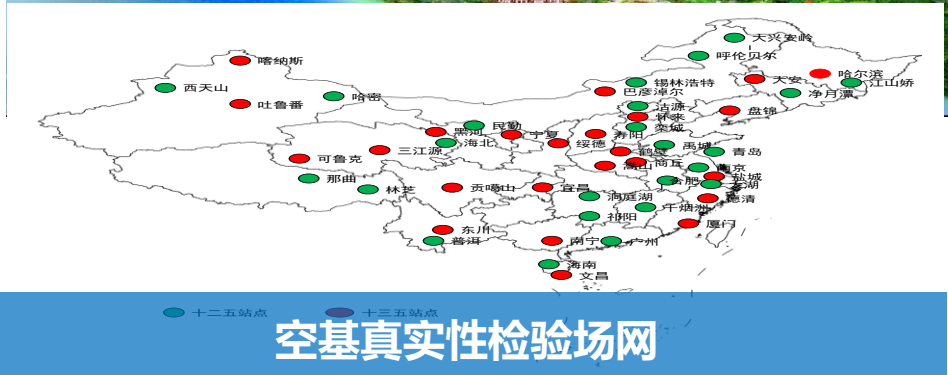 大兴安岭
呼伦贝尔
喀纳斯
哈尔滨
大安
锡林浩特
江山娇
西天山
巴彦淖尔
净月潭
哈密
吐鲁番
沽源
盘锦
怀来
民勤
栾城
黑河
宁夏
寿阳
海北
绥德
禹城
三江源
鹤壁
青岛
可鲁克
商丘
嵩山
南京
盐城
那曲
合肥
太湖
林芝
贡嘎山
宜昌
洞庭湖
德清
千烟洲
祁阳
厦门
东川
普洱
南宁
广州
海南
文昌
十二五站点
十三五站点
空基真实性检验场网